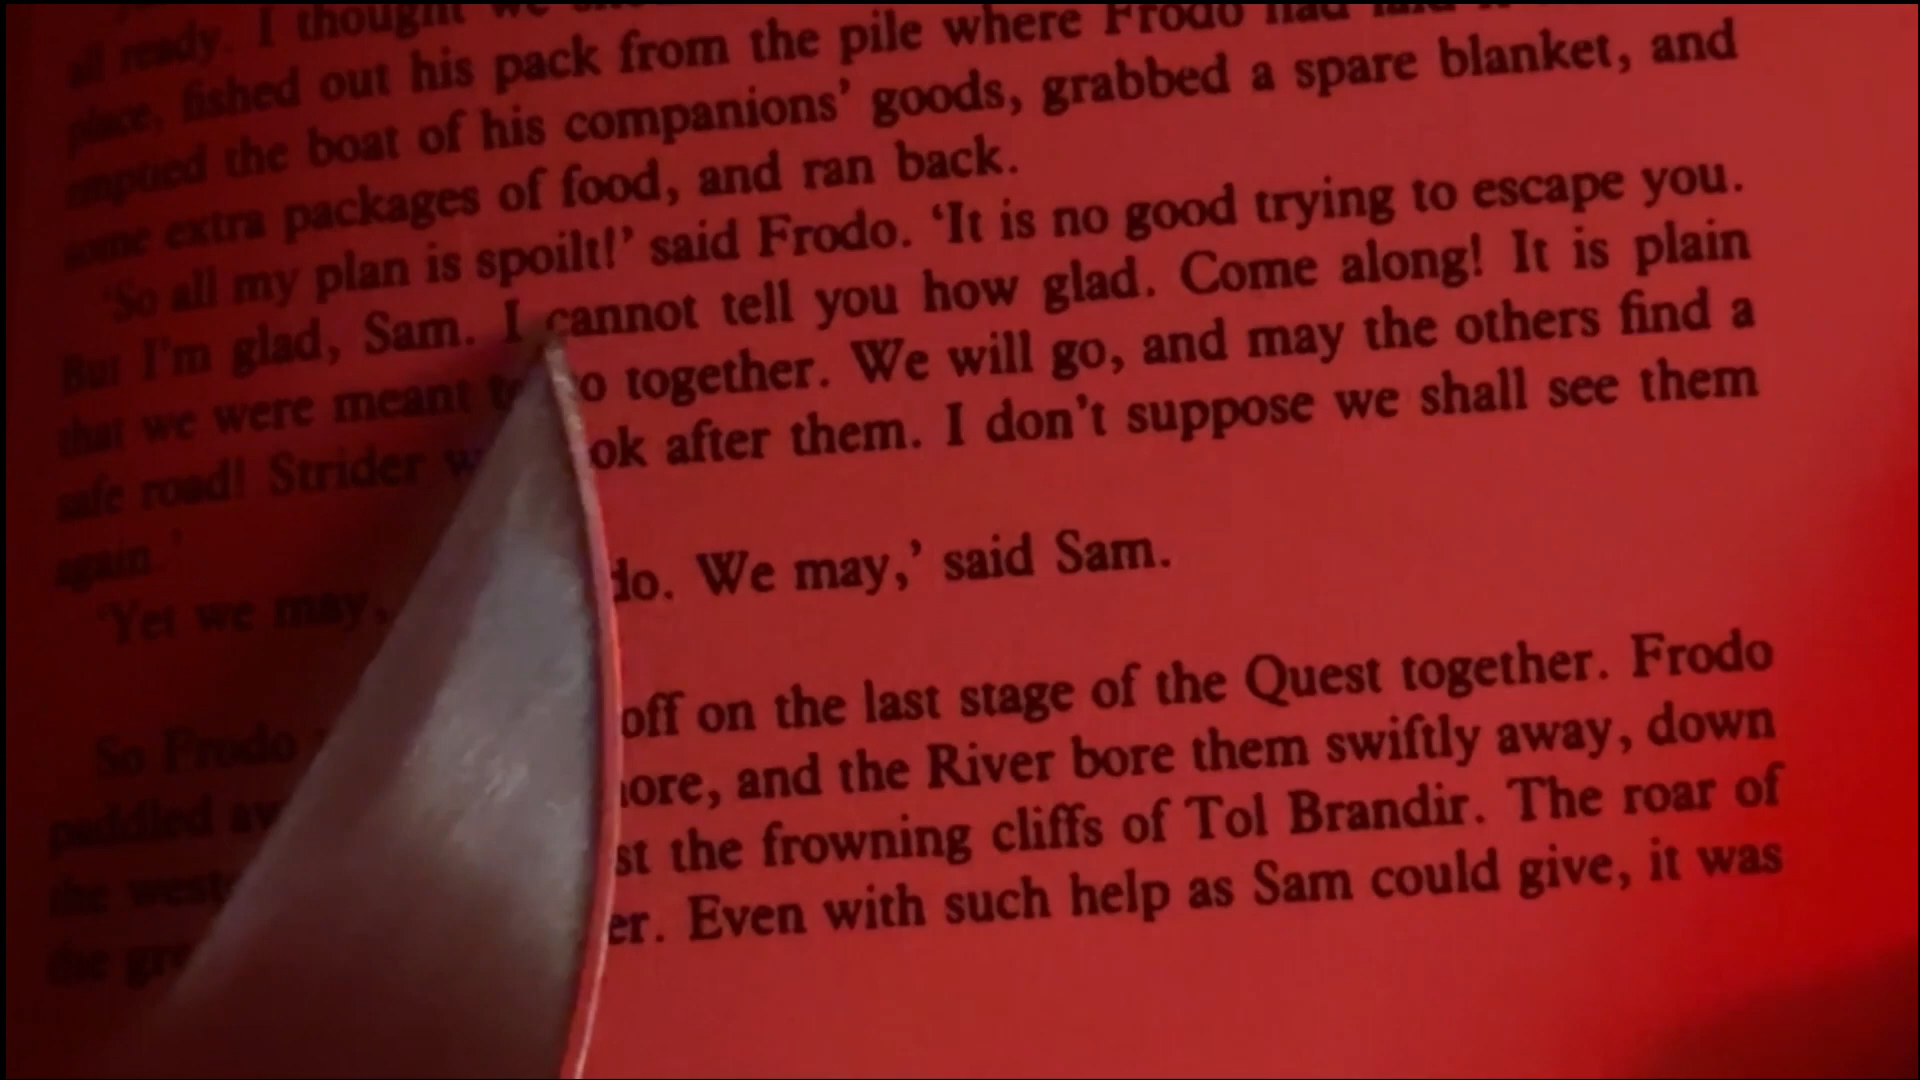 all ready. I thought we
place, fished out his pack from the pile where Frodo had laid it
emptied the boat of his companions' goods, grabbed a spare blanket, and
some extra packages of food, and ran back.
'So all my plan is spoilt!' said Frodo. 'It is no good trying to escape you.
But I'm glad, Sam. I cannot tell you how glad. Come along! It is plain
that we were meant to o together. We will go, and may the others find a
safe road! Strider w ok after them. I don't suppose we shall see them
again.'
'Yet we may, do. We may,' said Sam.
So Frodo off on the last stage of the Quest together. Frodo
paddled aw ore, and the River bore them swiftly away, down
the west st the frowning cliffs of Tol Brandir. The roar of
the gre er. Even with such help as Sam could give, it was